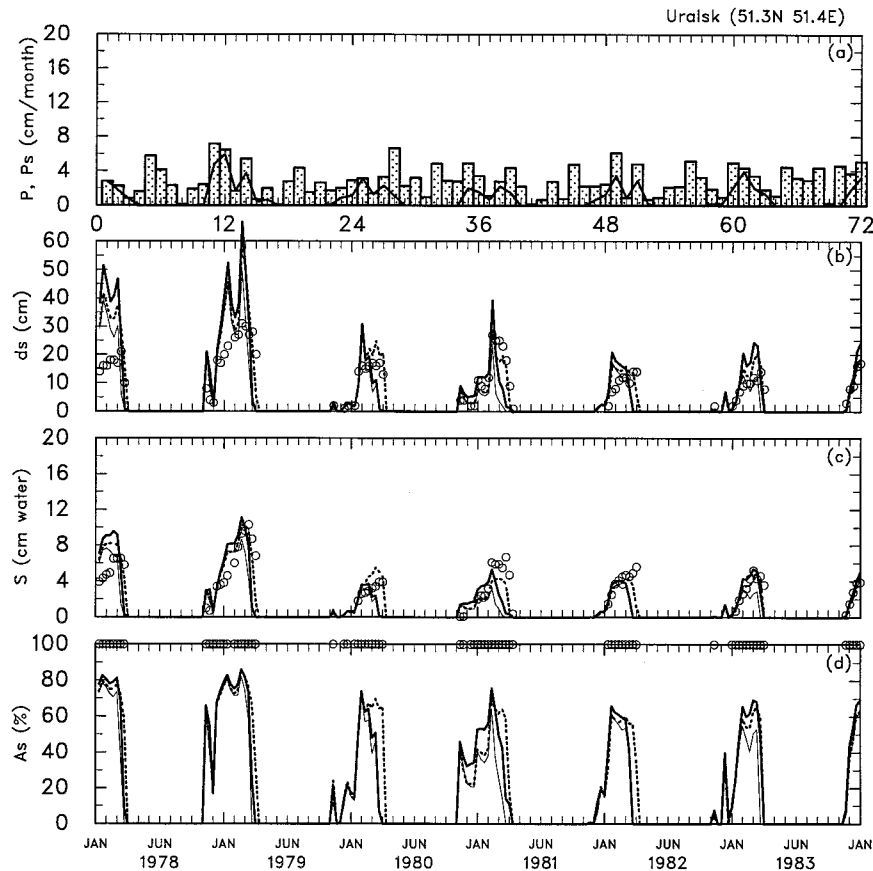 Uralsk (51.3N 51.4E)
20
16
12
8
4
0
P, Ps (cm/month)
(a)
0 12 24 36 48 60 72
60
50
40
30
20
10
0
ds (cm)
(b)
20
16
12
8
4
0
S (cm water)
(c)
100
80
60
40
20
0
As (%)
(d)
JAN JUN JAN JUN JAN JUN JAN JUN JAN JUN JAN JUN JAN
1978 1979 1980 1981 1982 1983